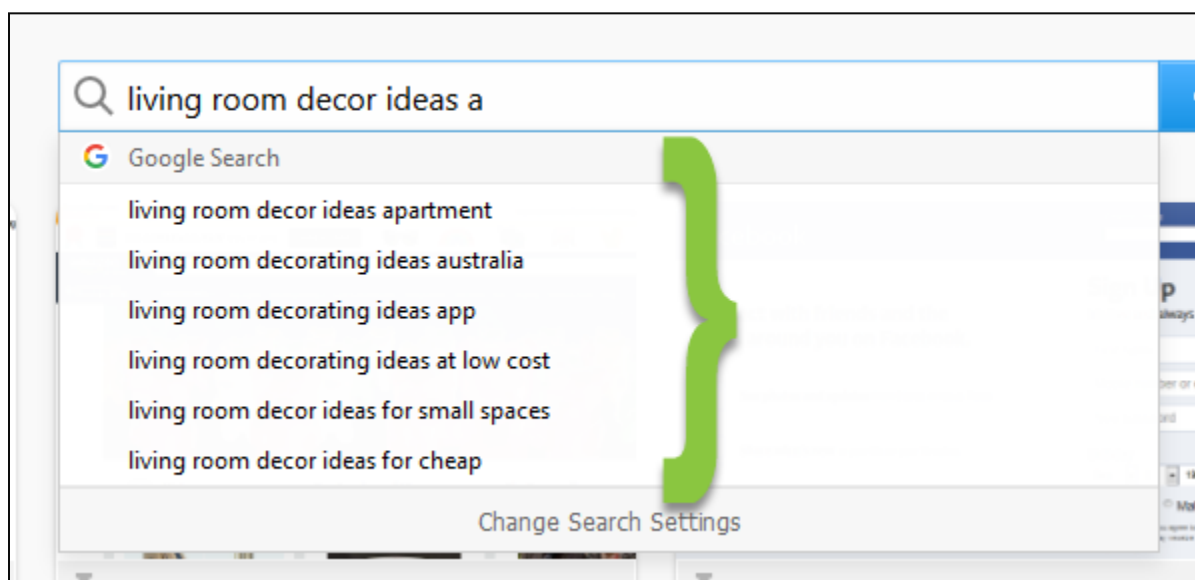 living room decor ideas a
Google Search
living room decor ideas apartment
living room decorating ideas australia
living room decorating ideas app
living room decorating ideas at low cost
living room decor ideas for small spaces
living room decor ideas for cheap
Change Search Settings
always